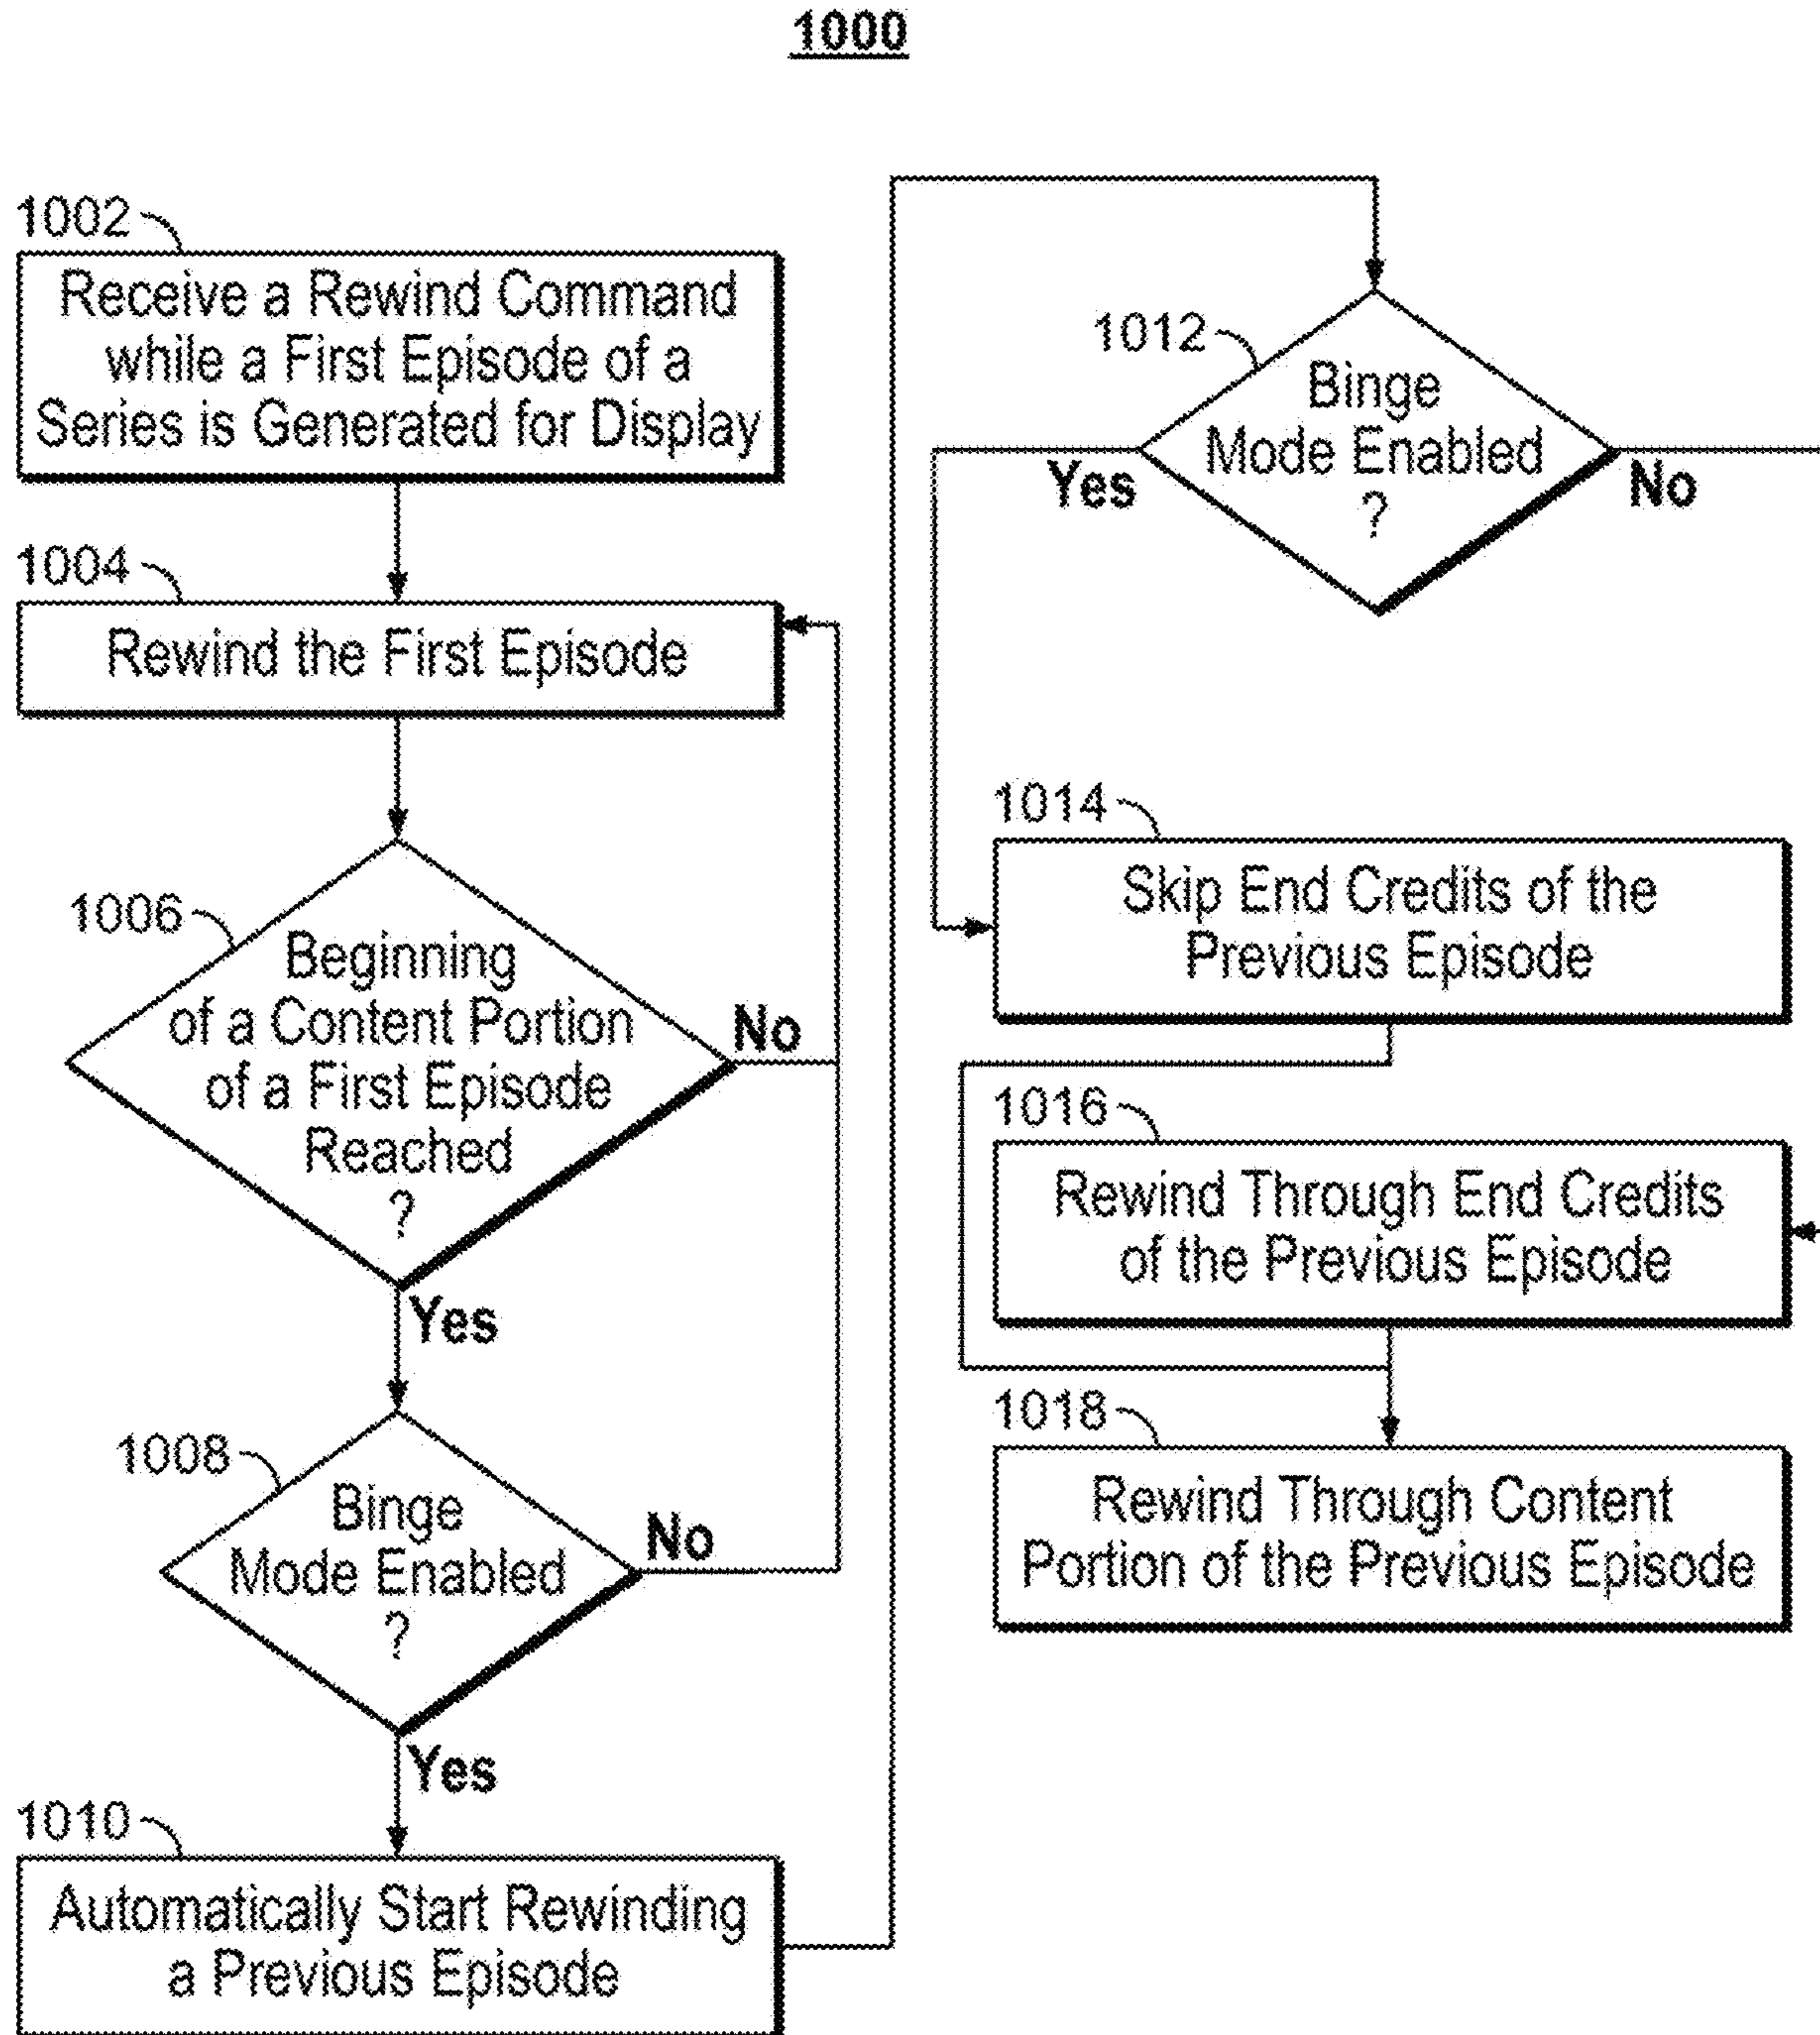 1000
1002
Receive a Rewind Command
while a First Episode of a
Series is Generated for Display
1004
Rewind the First Episode
1006
Beginning
of a Content Portion
of a First Episode
Reached
?
No
Yes
1008
Binge
Mode Enabled
?
No
Yes
1010
Automatically Start Rewinding
a Previous Episode
1012
Binge
Mode Enabled
?
Yes
No
1014
Skip End Credits of the
Previous Episode
1016
Rewind Through End Credits
of the Previous Episode
1018
Rewind Through Content
Portion of the Previous Episode